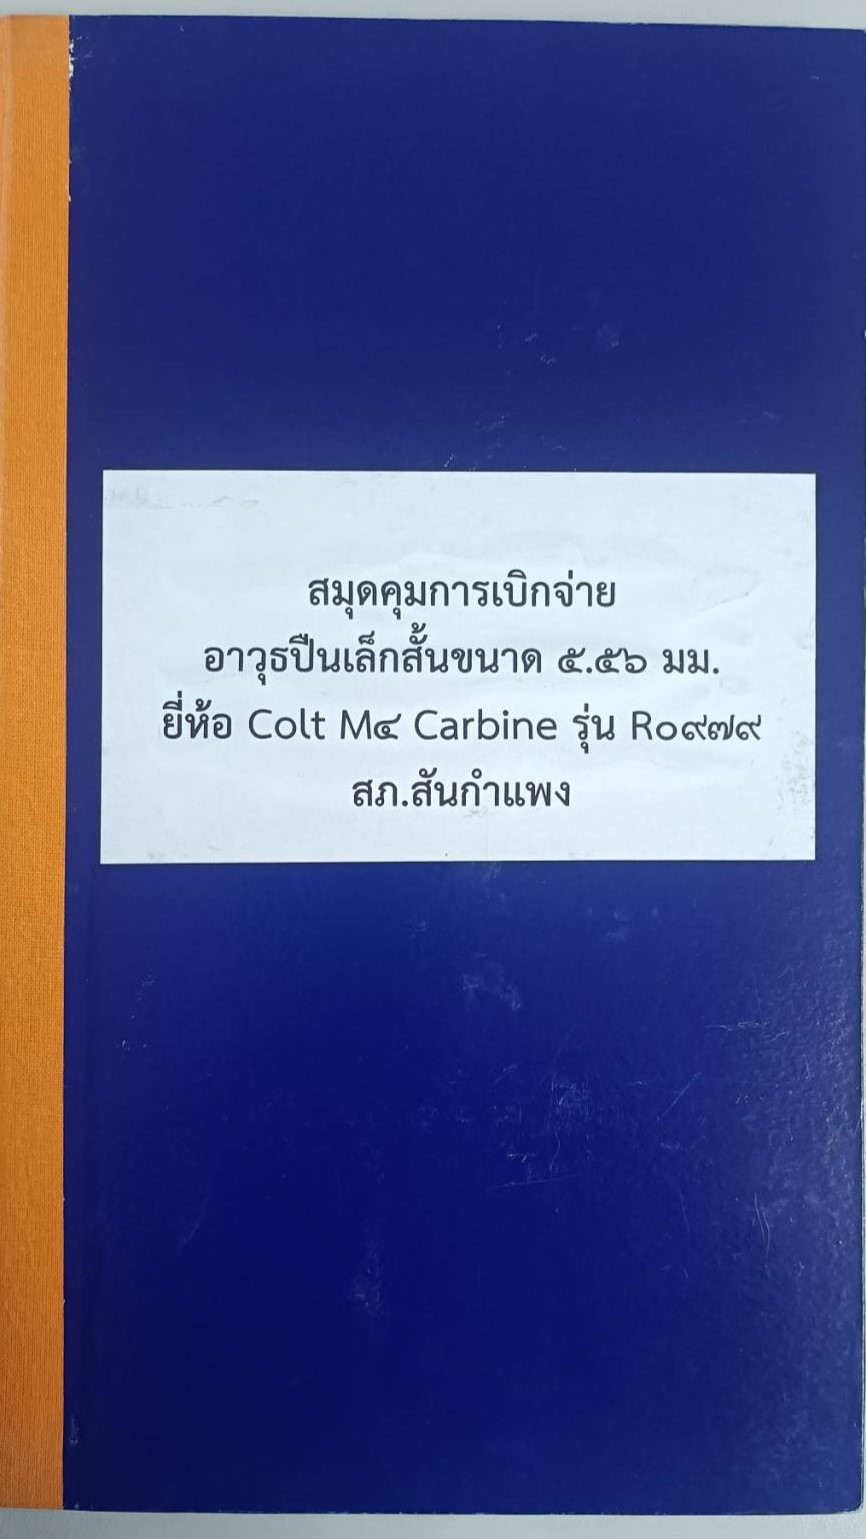 สมุดคุมการเบิกจ่าย
อาวุธปืนเล็กสั้นขนาด ๕.๕๖ มม.
ยี่ห้อ Colt M๔ Carbine รุ่น R๐๙๗๙
สภ.สันกำแพง